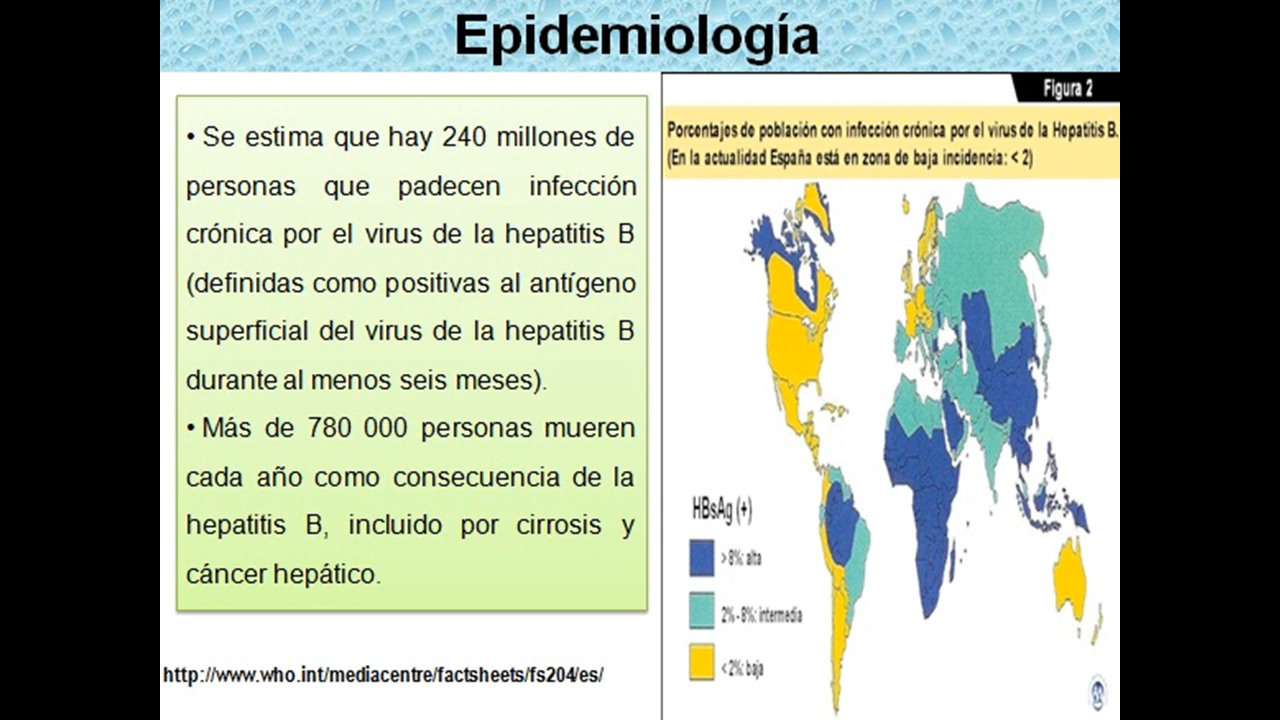 Epidemiología
• Se estima que hay 240 millones de
personas que padecen infección
crónica por el virus de la hepatitis B
(definidas como positivas al antígeno
superficial del virus de la hepatitis B
durante al menos seis meses).
• Más de 780 000 personas mueren
cada año como consecuencia de la
hepatitis B, incluido por cirrosis y
cáncer hepático.
http://www.who.int/mediacentre/factsheets/fs204/es/
Figura 2
Porcentajes de población con infección crónica por el virus de la Hepatitis B.
(En la actualidad España está en zona de baja incidencia: < 2)
HBsAg (+)
> 8%: alta
2% - 8%: intermedia
< 2%: baja